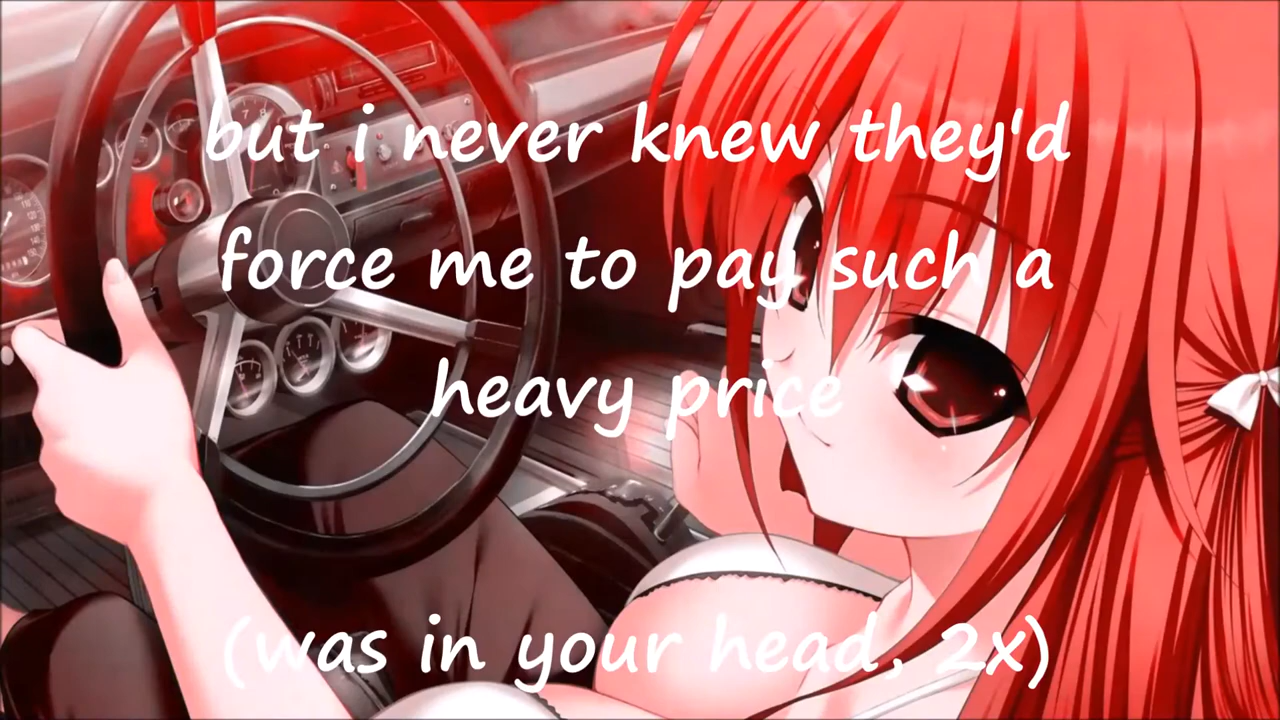 but i never knew they'd
force me to pay such a
heavy price
(was in your head, 2x)